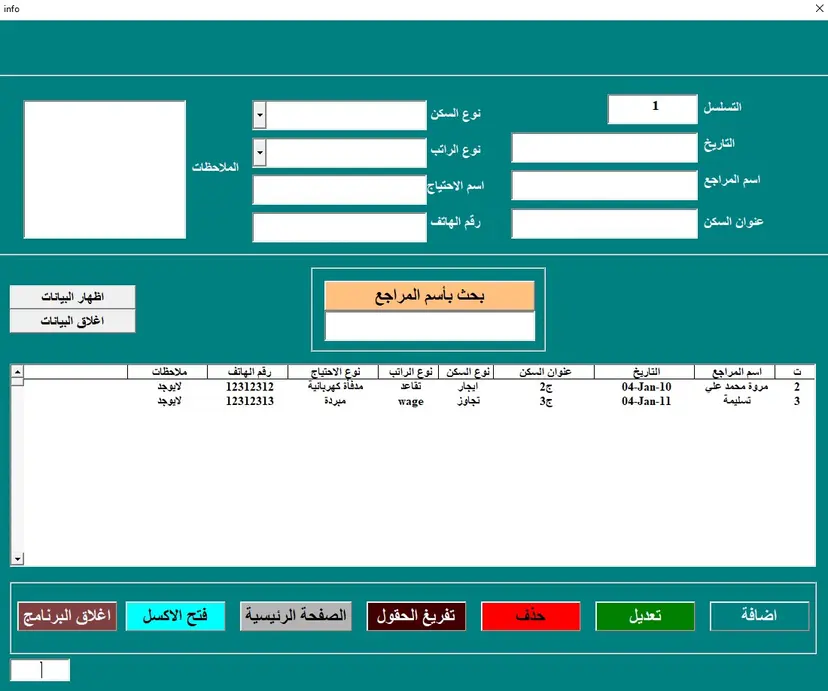 info
التسلسل 1
نوع السكن
التاريخ
نوع الراتب
الملاحظات
اسم المراجع
اسم الاحتياج
عنوان السكن
رقم الهاتف
بحث بأسم المراجع
اظهار البيانات
اغلاق البيانات
ت اسم المراجع التاريخ عنوان السكن نوع السكن نوع الراتب نوع الاحتياج رقم الهاتف ملاحظات
2 مروة محمد علي 04-Jan-10 ج2 ايجار تقاعد مدفأة كهربائية 12312312 لايوجد
3 تسليمة 04-Jan-11 ج3 تجاوز wage مبردة 12312313 لايوجد
اضافة تعديل حذف تفريغ الحقول الصفحة الرئيسية فتح الاكسل اغلاق البرنامج